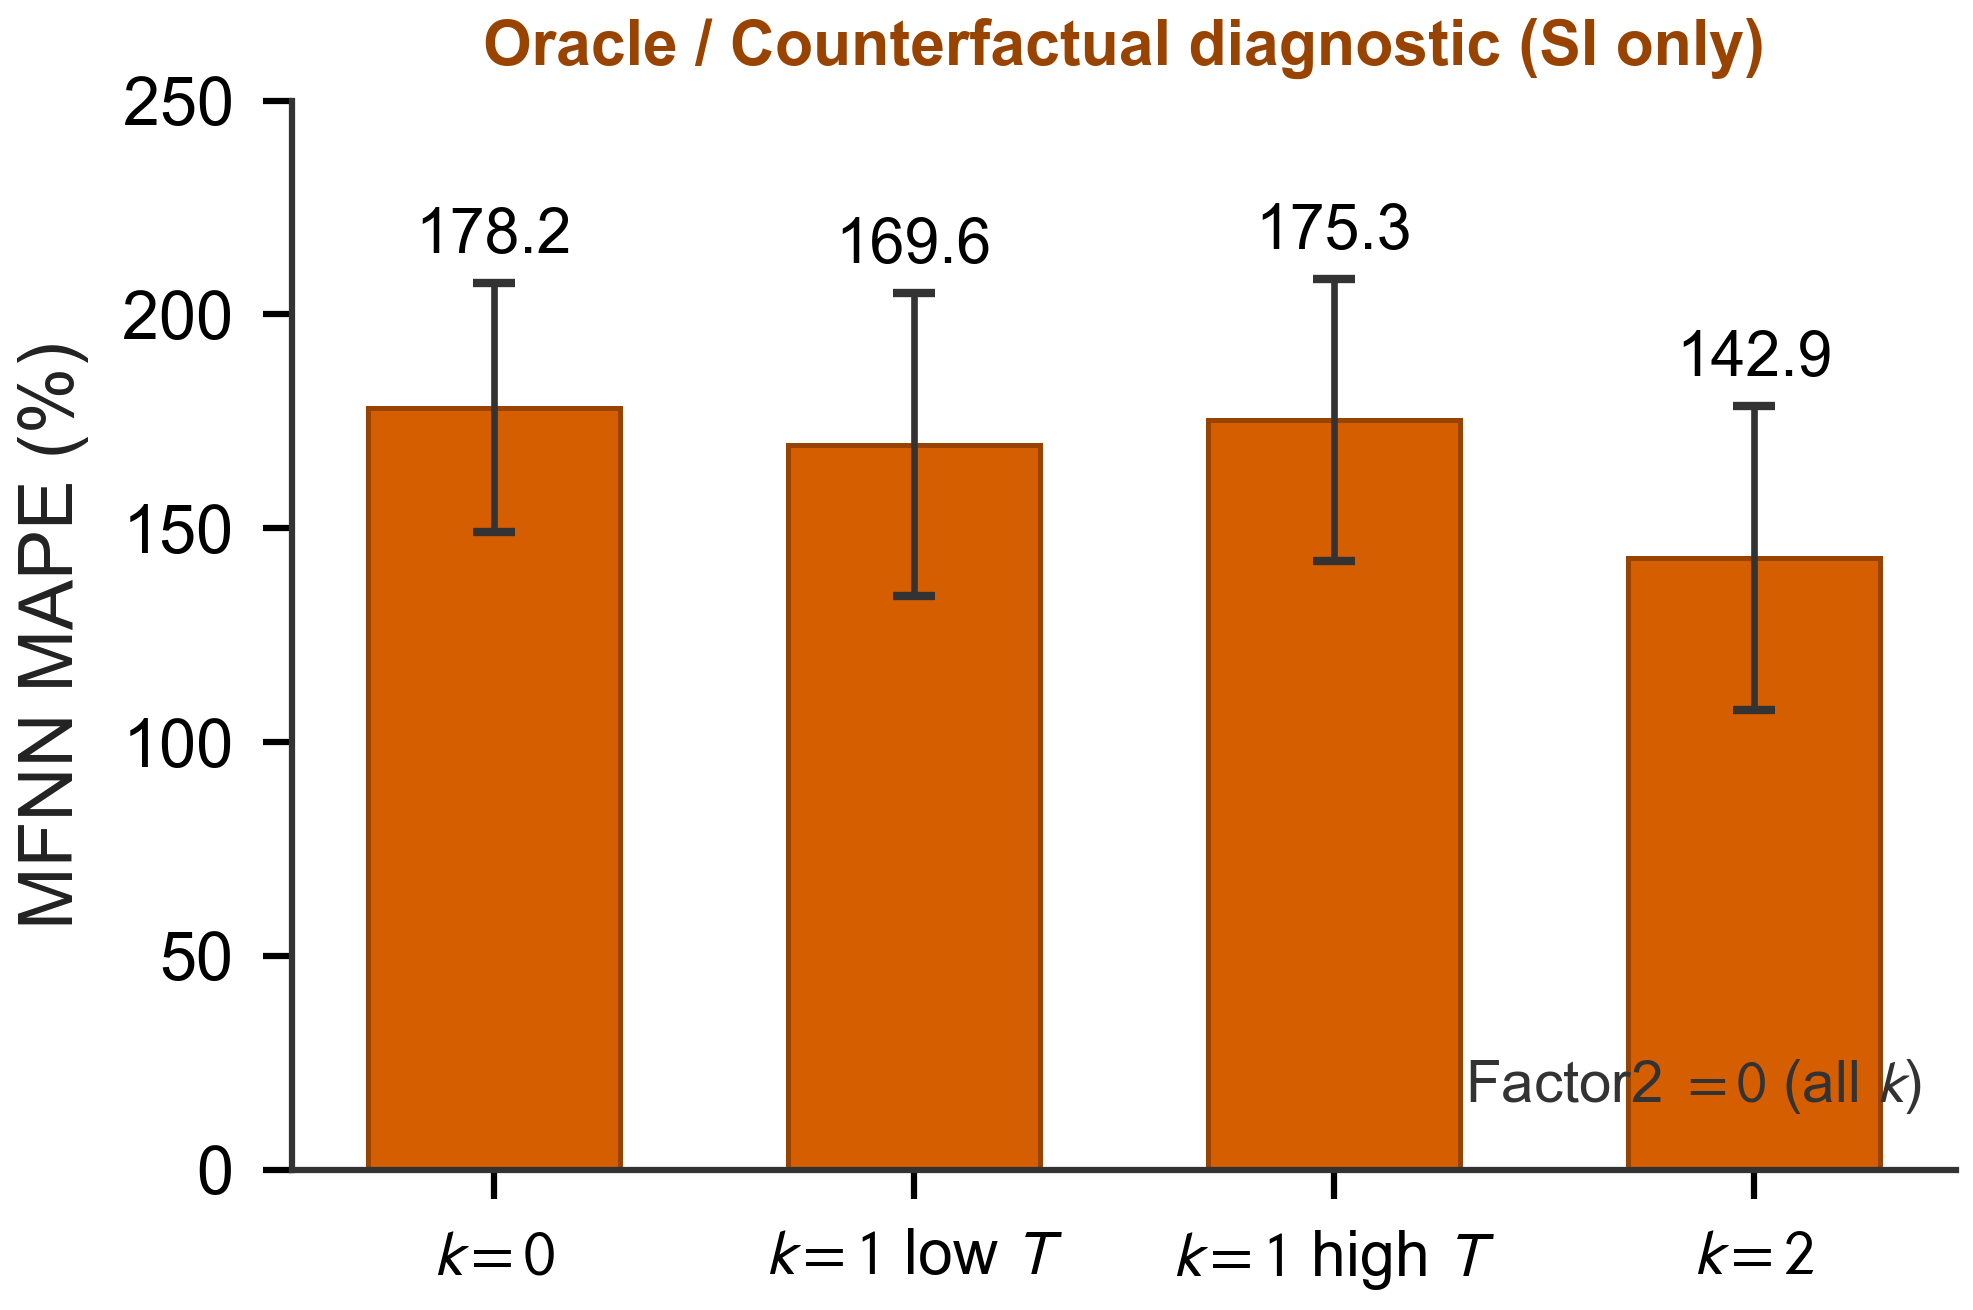 Oracle / Counterfactual diagnostic (SI only)
MFNN MAPE (%)
250
200
150
100
50
0
178.2
169.6
175.3
142.9
Factor2 =0 (all k)
k=0
k=1 low T
k=1 high T
k=2